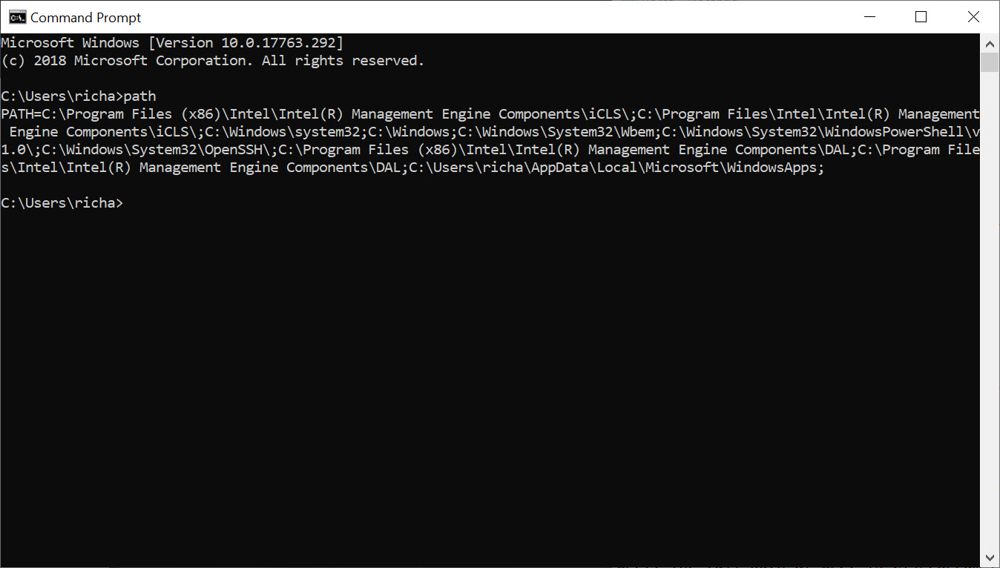 Command Prompt
Microsoft Windows [Version 10.0.17763.292]
(c) 2018 Microsoft Corporation. All rights reserved.
C:\Users\richa>path
PATH=C:\Program Files (x86)\Intel\Intel(R) Management Engine Components\iCLS\;C:\Program Files\Intel\Intel(R) Management
 Engine Components\iCLS\;C:\Windows\system32;C:\Windows;C:\Windows\System32\Wbem;C:\Windows\System32\WindowsPowerShell\v
1.0\;C:\Windows\System32\OpenSSH\;C:\Program Files (x86)\Intel\Intel(R) Management Engine Components\DAL;C:\Program File
s\Intel\Intel(R) Management Engine Components\DAL;C:\Users\richa\AppData\Local\Microsoft\WindowsApps;
C:\Users\richa>